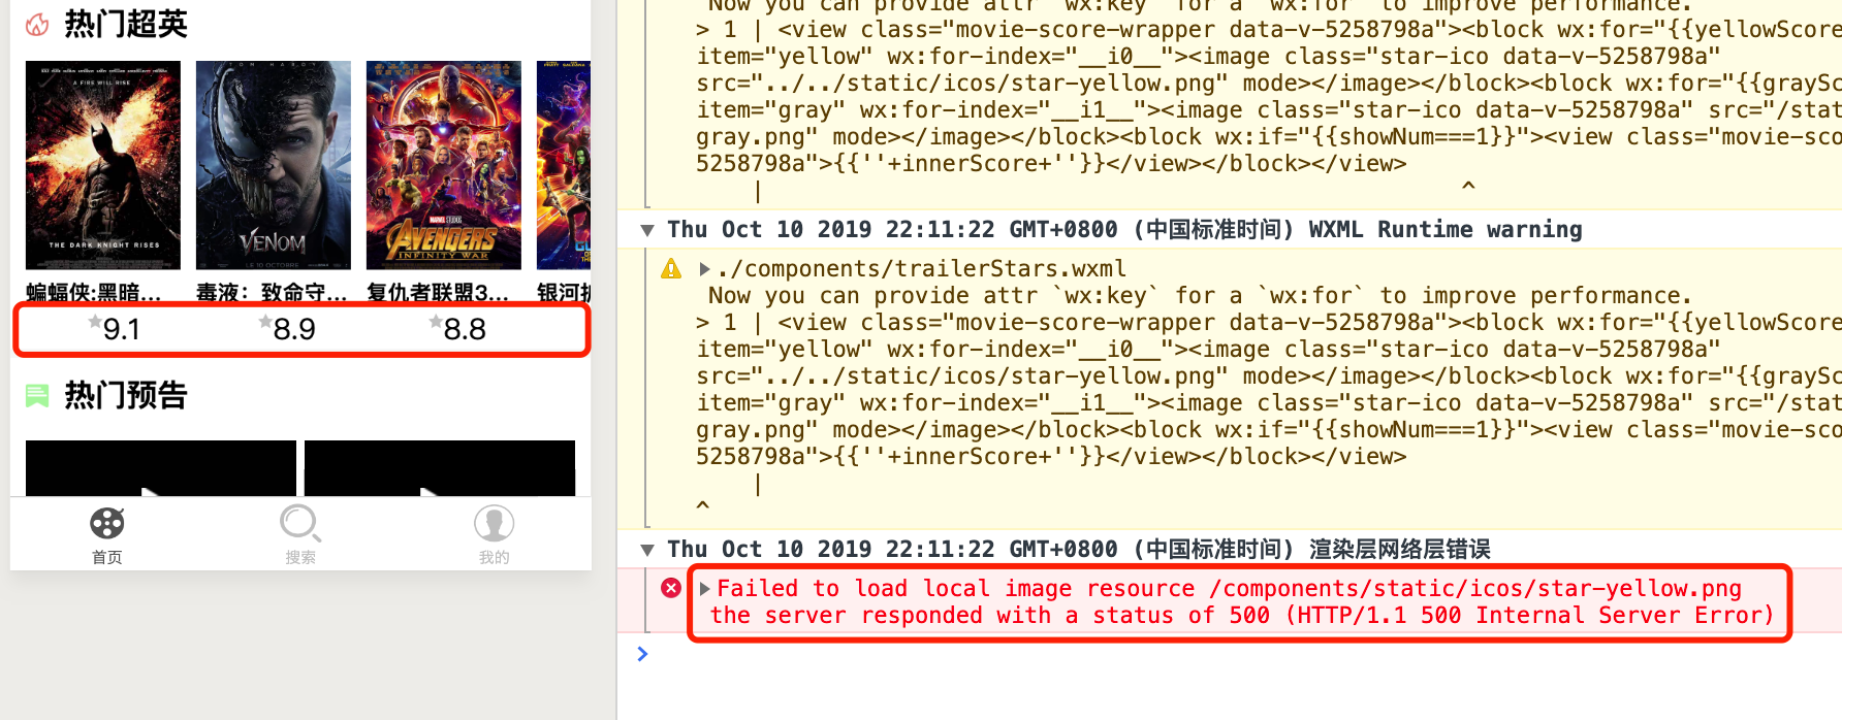 热门超英
A FIRE WILL RISE
THE DARK KNIGHT RISES
TOM HARDY
VENOM
MARVEL STUDIOS
AVENGERS
INFINITY WAR
蝙蝠侠:黑暗...
毒液：致命守...
复仇者联盟3...
银河护
9.1
8.9
8.8
热门预告
首页
搜索
我的
Now you can provide attr `wx:key` for a `wx:for` to improve performance.
> 1 | <view class="movie-score-wrapper data-v-5258798a"><block wx:for="{{yellowScore
item="yellow" wx:for-index="__i0__"><image class="star-ico data-v-5258798a"
src="../../static/icos/star-yellow.png" mode></image></block><block wx:for="{{graySc
item="gray" wx:for-index="__i1__"><image class="star-ico data-v-5258798a" src="/stat
gray.png" mode></image></block><block wx:if="{{showNum===1}}"><view class="movie-sco
5258798a">{{''+innerScore+''}}</view></block></view>
| ^
Thu Oct 10 2019 22:11:22 GMT+0800 (中国标准时间) WXML Runtime warning
./components/trailerStars.wxml
Now you can provide attr `wx:key` for a `wx:for` to improve performance.
> 1 | <view class="movie-score-wrapper data-v-5258798a"><block wx:for="{{yellowScore
item="yellow" wx:for-index="__i0__"><image class="star-ico data-v-5258798a"
src="../../static/icos/star-yellow.png" mode></image></block><block wx:for="{{graySc
item="gray" wx:for-index="__i1__"><image class="star-ico data-v-5258798a" src="/stat
gray.png" mode></image></block><block wx:if="{{showNum===1}}"><view class="movie-sco
5258798a">{{''+innerScore+''}}</view></block></view>
|
^
Thu Oct 10 2019 22:11:22 GMT+0800 (中国标准时间) 渲染层网络层错误
Failed to load local image resource /components/static/icos/star-yellow.png
the server responded with a status of 500 (HTTP/1.1 500 Internal Server Error)
>